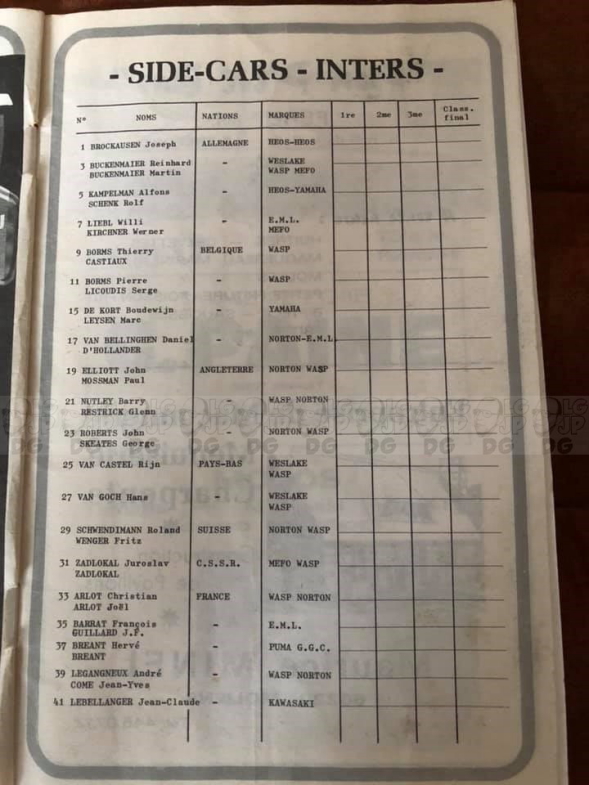 - SIDE-CARS - INTERS -
N° NOMS NATIONS MARQUES 1re 2me 3me Class. final
1 BROCKAUSEN Joseph ALLEMAGNE HEOS-HEOS
3 BUCKENMAIER Reinhard - WESLAKE
BUCKENMAIER Martin WASP MEFO
5 KAMPELMAN Alfons - HEOS-YAMAHA
SCHENK Rolf
7 LIEBL Willi - E.M.L.
KIRCHNER Werner MEFO
9 BORMS Thierry BELGIQUE WASP
CASTIAUX
11 BORMS Pierre - WASP
LICOUDIS Serge
15 DE KORT Boudewijn - YAMAHA
LEYSEN Marc
17 VAN BELLINGHEN Daniel - NORTON-E.M.L.
D'HOLLANDER
19 ELLIOTT John ANGLETERRE NORTON WASP
MOSSMAN Paul
21 NUTLEY Barry - WASP NORTON
RESTRICK Glenn
23 ROBERTS John - NORTON WASP
SKEATES George
25 VAN CASTEL Rijn PAYS-BAS WESLAKE
WASP
27 VAN GOCH Hans - WESLAKE
WASP
29 SCHWENDIMANN Roland SUISSE NORTON WASP
WENGER Fritz
31 ZADLOKAL Juroslav C.S.S.R. MEFO WASP
ZADLOKAL
33 ARLOT Christian FRANCE WASP NORTON
ARLOT Joël
35 BARRAT François - E.M.L.
GUILLARD J.F.
37 BREANT Hervé - PUMA G.G.C.
BREANT
39 LEGANGNEUX André - WASP NORTON
COME Jean-Yves
41 LEBELLANGER Jean-Claude - KAWASAKI